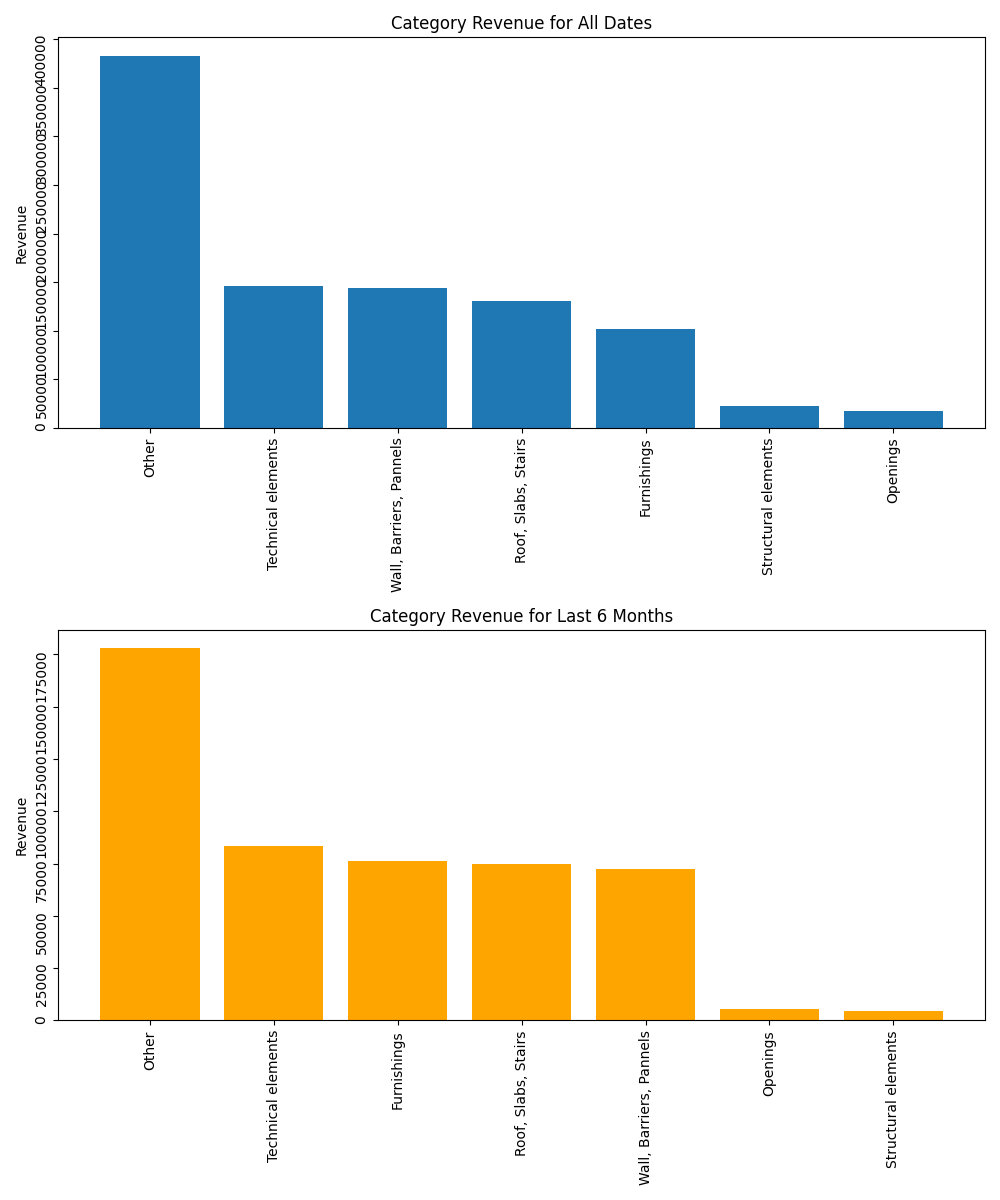 Category Revenue for All Dates
Revenue
400000
350000
300000
250000
200000
150000
100000
50000
0
Other
Technical elements
Wall, Barriers, Pannels
Roof, Slabs, Stairs
Furnishings
Structural elements
Openings
Category Revenue for Last 6 Months
Revenue
175000
150000
125000
100000
75000
50000
25000
0
Other
Technical elements
Furnishings
Roof, Slabs, Stairs
Wall, Barriers, Pannels
Openings
Structural elements